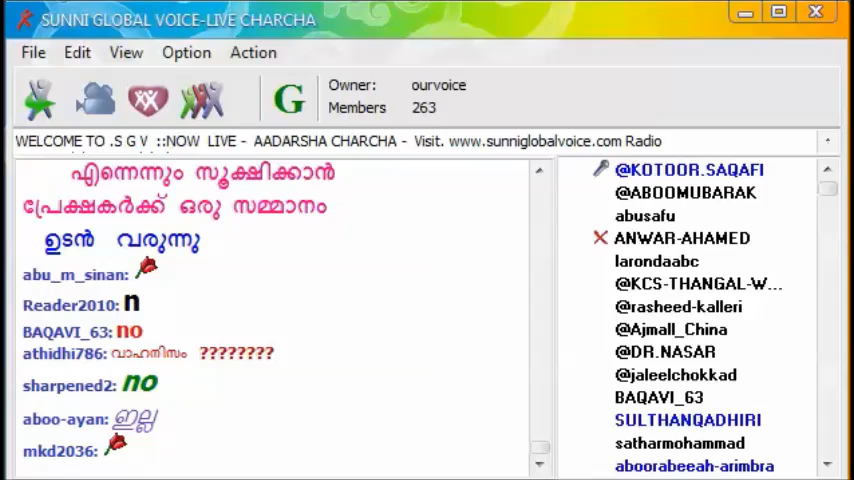 SUNNI GLOBAL VOICE-LIVE CHARCHA
File Edit View Option Action
G
Owner: ourvoice
Members 263
WELCOME TO .S G V ::NOW LIVE - AADARSHA CHARCHA - Visit. www.sunniglobalvoice.com Radio
എന്നെന്നും സൂക്ഷിക്കാൻ
പ്രേക്ഷകർക്ക് ഒരു സമ്മാനം
ഉടൻ വരുന്നു
abu_m_sinan:
Reader2010: n
BAQAVI_63: no
athidhi786: വാഹനിസം ????????
sharpened2: no
aboo-ayan: ഇല്ല
mkd2036:
@KOTOOR.SAQAFI
@ABOOMUBARAK
abusafu
ANWAR-AHAMED
larondaabc
@KCS-THANGAL-W...
@rasheed-kalleri
@Ajmall_China
@DR.NASAR
@jaleelchokkad
BAQAVI_63
SULTHANQADHIRI
satharmohammad
aboorabeeah-arimbra